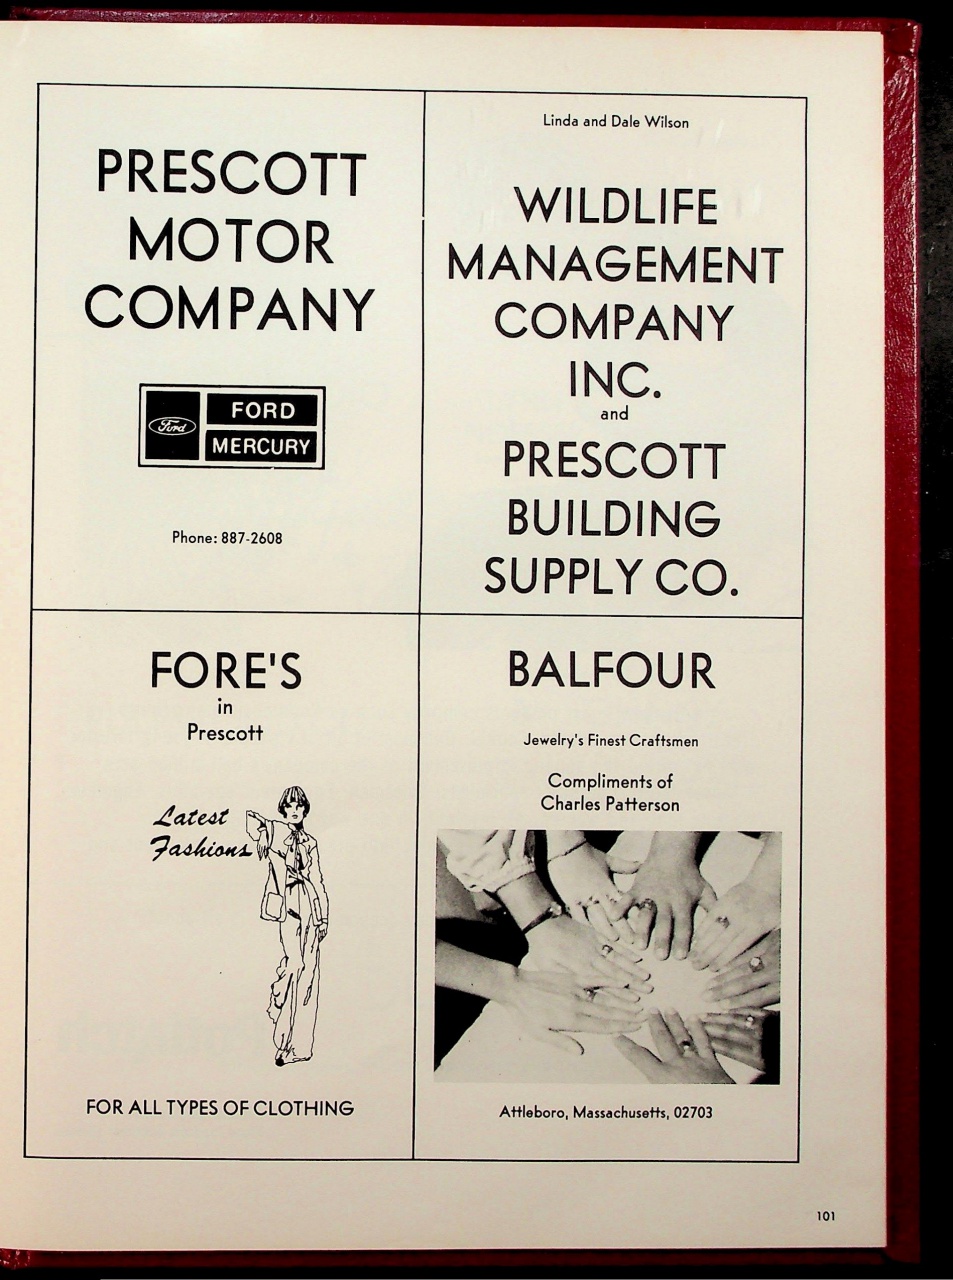 PRESCOTT
MOTOR
COMPANY
Ford
FORD
MERCURY
Phone: 887-2608
Linda and Dale Wilson
WILDLIFE
MANAGEMENT
COMPANY
INC.
and
PRESCOTT
BUILDING
SUPPLY CO.
FORE'S
in
Prescott
Latest
Fashions
FOR ALL TYPES OF CLOTHING
BALFOUR
Jewelry's Finest Craftsmen
Compliments of
Charles Patterson
Attleboro, Massachusetts, 02703
101